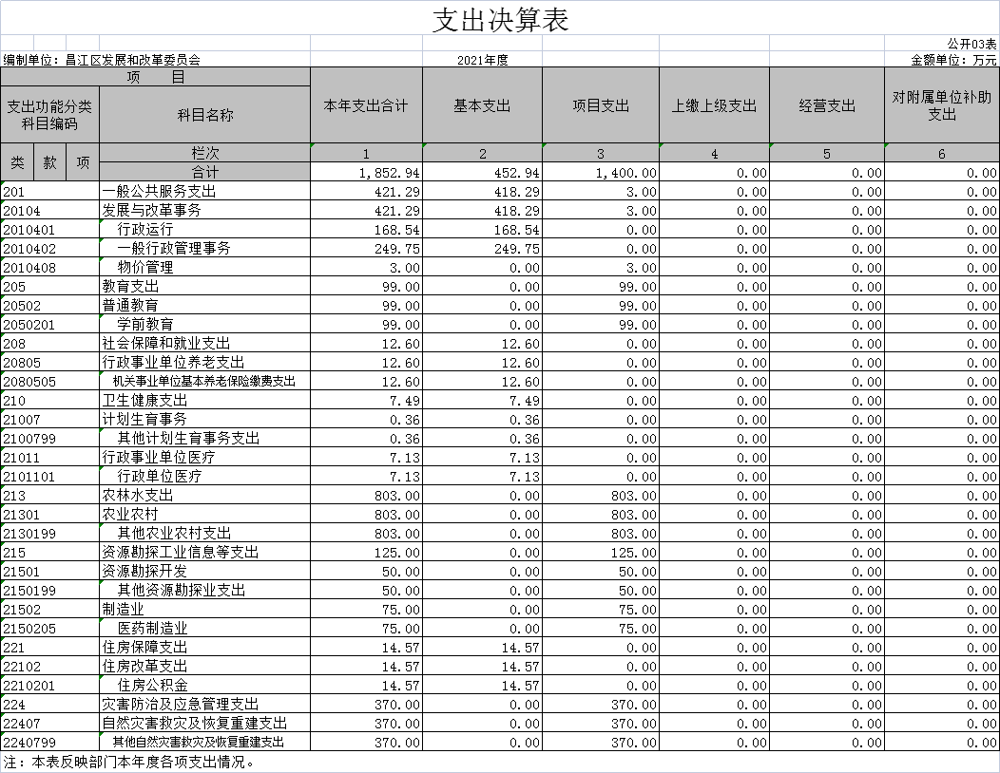 支出决算表
公开03表
编制单位：昌江区发展和改革委员会 2021年度 金额单位：万元
项 目 本年支出合计 基本支出 项目支出 上缴上级支出 经营支出 对附属单位补助支出
支出功能分类科目编码 科目名称
类 款 项 栏次 1 2 3 4 5 6
合计 1,852.94 452.94 1,400.00 0.00 0.00 0.00
201 一般公共服务支出 421.29 418.29 3.00 0.00 0.00 0.00
20104 发展与改革事务 421.29 418.29 3.00 0.00 0.00 0.00
2010401 行政运行 168.54 168.54 0.00 0.00 0.00 0.00
2010402 一般行政管理事务 249.75 249.75 0.00 0.00 0.00 0.00
2010408 物价管理 3.00 0.00 3.00 0.00 0.00 0.00
205 教育支出 99.00 0.00 99.00 0.00 0.00 0.00
20502 普通教育 99.00 0.00 99.00 0.00 0.00 0.00
2050201 学前教育 99.00 0.00 99.00 0.00 0.00 0.00
208 社会保障和就业支出 12.60 12.60 0.00 0.00 0.00 0.00
20805 行政事业单位养老支出 12.60 12.60 0.00 0.00 0.00 0.00
2080505 机关事业单位基本养老保险缴费支出 12.60 12.60 0.00 0.00 0.00 0.00
210 卫生健康支出 7.49 7.49 0.00 0.00 0.00 0.00
21007 计划生育事务 0.36 0.36 0.00 0.00 0.00 0.00
2100799 其他计划生育事务支出 0.36 0.36 0.00 0.00 0.00 0.00
21011 行政事业单位医疗 7.13 7.13 0.00 0.00 0.00 0.00
2101101 行政单位医疗 7.13 7.13 0.00 0.00 0.00 0.00
213 农林水支出 803.00 0.00 803.00 0.00 0.00 0.00
21301 农业农村 803.00 0.00 803.00 0.00 0.00 0.00
2130199 其他农业农村支出 803.00 0.00 803.00 0.00 0.00 0.00
215 资源勘探工业信息等支出 125.00 0.00 125.00 0.00 0.00 0.00
21501 资源勘探开发 50.00 0.00 50.00 0.00 0.00 0.00
2150199 其他资源勘探业支出 50.00 0.00 50.00 0.00 0.00 0.00
21502 制造业 75.00 0.00 75.00 0.00 0.00 0.00
2150205 医药制造业 75.00 0.00 75.00 0.00 0.00 0.00
221 住房保障支出 14.57 14.57 0.00 0.00 0.00 0.00
22102 住房改革支出 14.57 14.57 0.00 0.00 0.00 0.00
2210201 住房公积金 14.57 14.57 0.00 0.00 0.00 0.00
224 灾害防治及应急管理支出 370.00 0.00 370.00 0.00 0.00 0.00
22407 自然灾害救灾及恢复重建支出 370.00 0.00 370.00 0.00 0.00 0.00
2240799 其他自然灾害救灾及恢复重建支出 370.00 0.00 370.00 0.00 0.00 0.00
注：本表反映部门本年度各项支出情况。